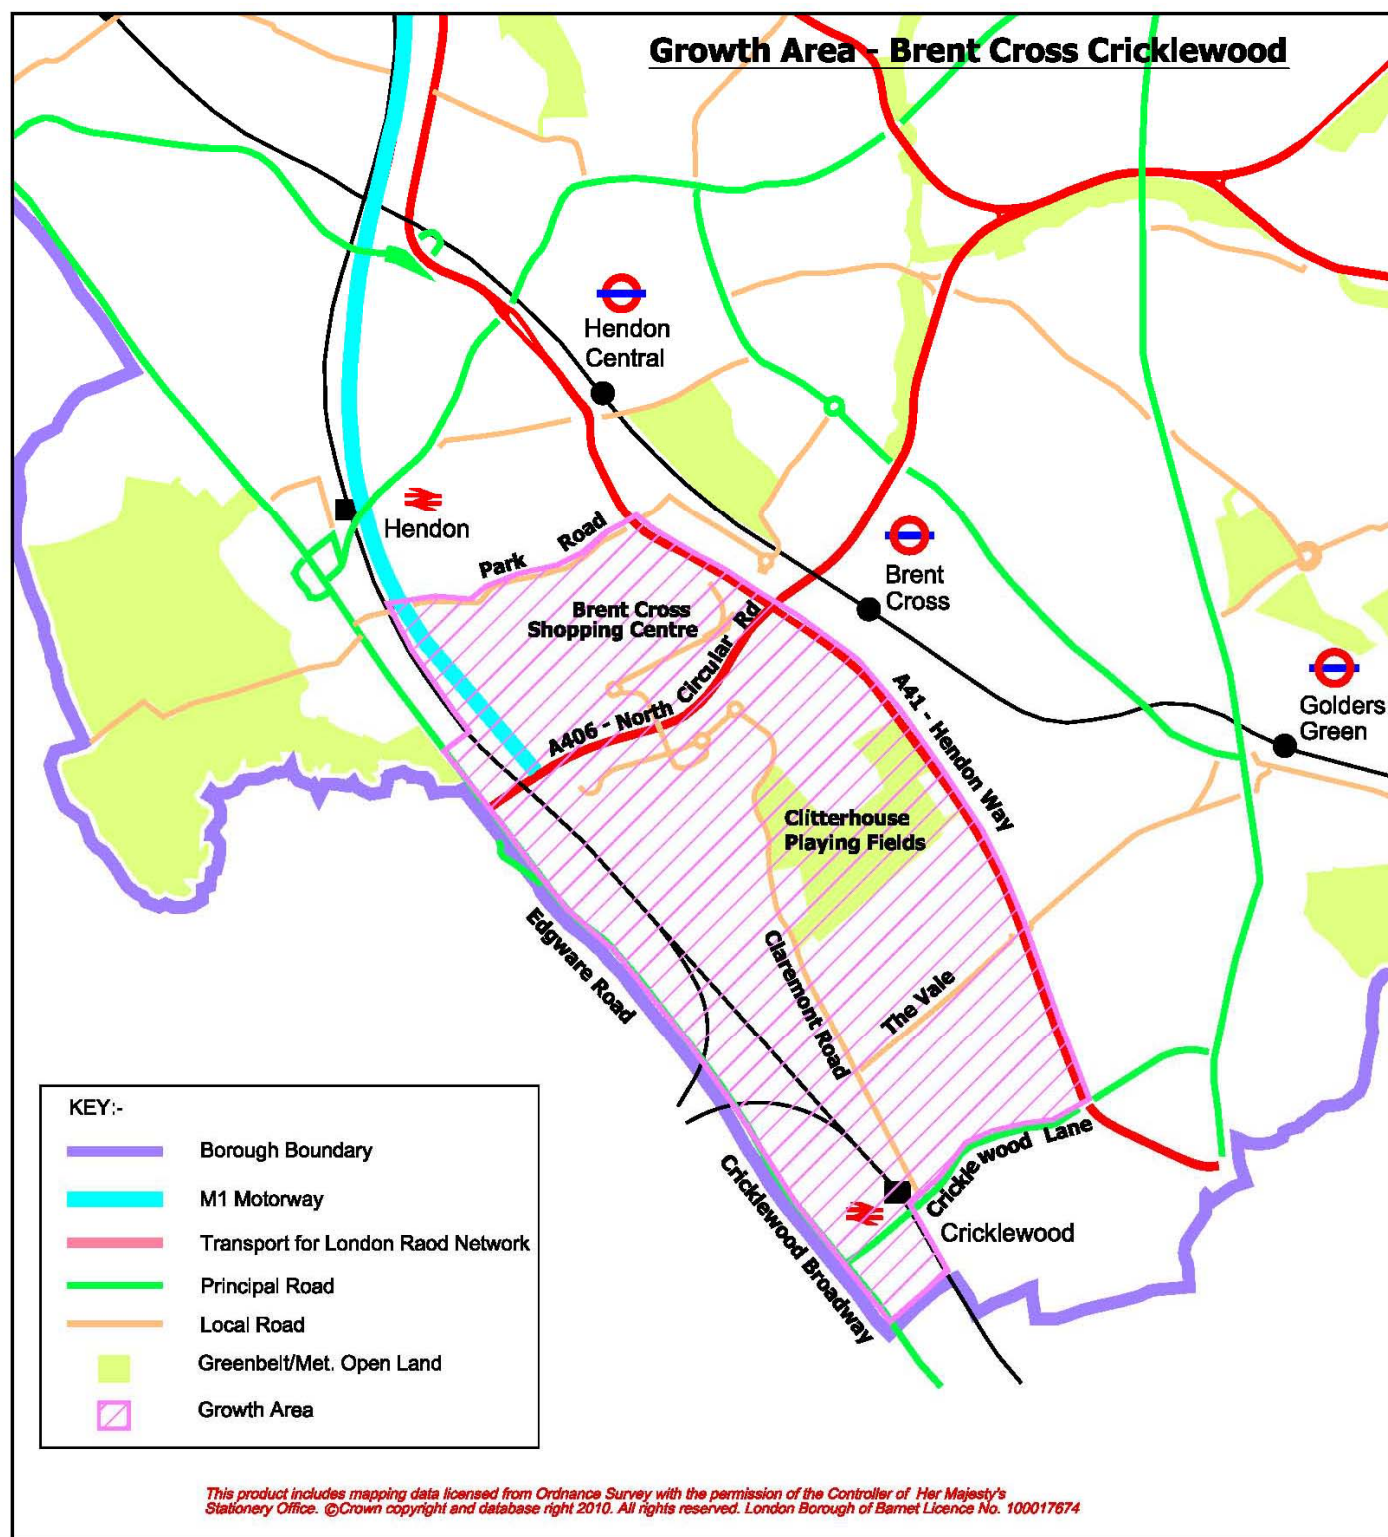 Growth Area - Brent Cross Cricklewood
Hendon
Central
Hendon
Park Road
Brent
Cross
Brent Cross
Shopping Centre
A406 - North Circular Rd
A41 - Hendon Way
Golders
Green
Clitterhouse
Playing Fields
Edgware Road
Claremont Road
The Vale
Cricklewood Lane
Cricklewood
Cricklewood Broadway
KEY:-
Borough Boundary
M1 Motorway
Transport for London Raod Network
Principal Road
Local Road
Greenbelt/Met. Open Land
Growth Area
This product includes mapping data licensed from Ordnance Survey with the permission of the Controller of Her Majesty's
Stationery Office. ©Crown copyright and database right 2010. All rights reserved. London Borough of Barnet Licence No. 100017674